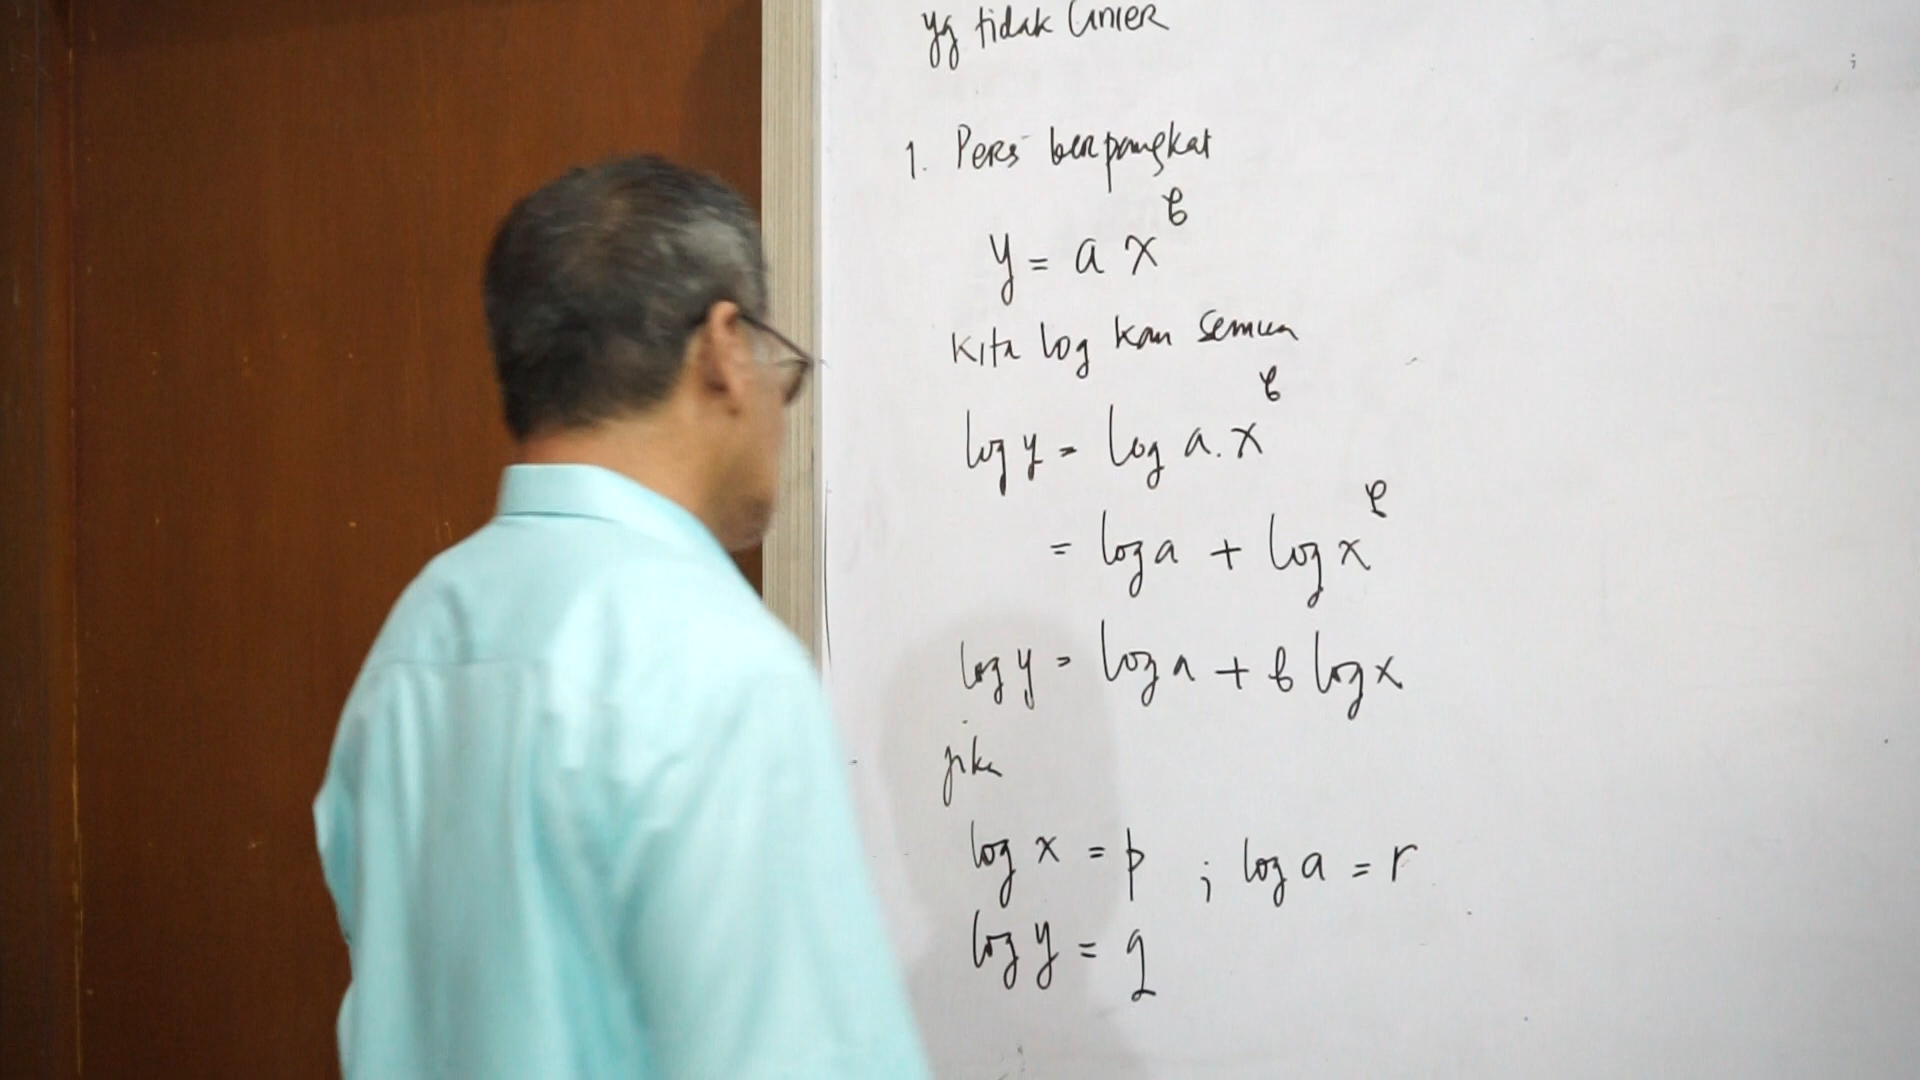 yg tidak linier
1. Pers berpangkat
y = a x^b
Kita log kan semua
log y = log a. x^b
= log a + log x^b
log y = log a + b log x
jika
log x = p ; log a = r
log y = q